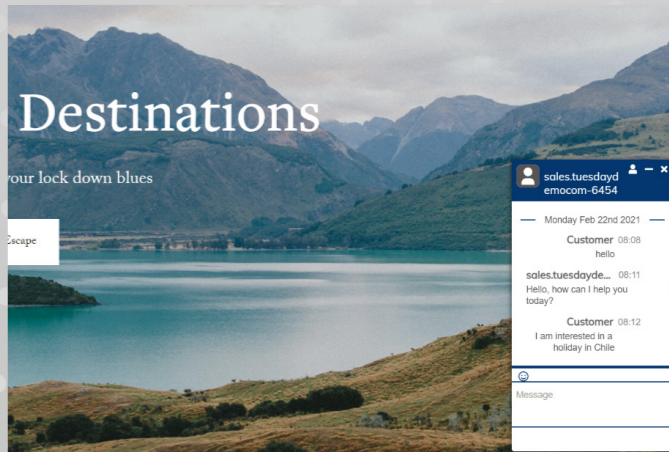 Destinations
your lock down blues
Escape
sales.tuesdayd
emocom-6454
Monday Feb 22nd 2021
Customer 08:08
hello
sales.tuesdayde... 08:11
Hello, how can I help you
today?
Customer 08:12
I am interested in a
holiday in Chile
Message